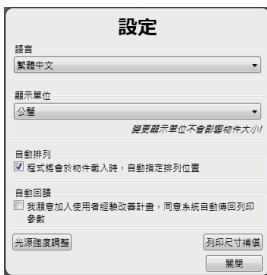 設定
語言
繁體中文
顯示單位
公釐
變更顯示單位不會影響物件大小!
自動排列
程式將會於物件載入時，自動指定排列位置
自動回饋
我願意加入使用者經驗改善計畫，同意系統自動傳回列印
參數
光源強度調整
列印尺寸補償
關閉